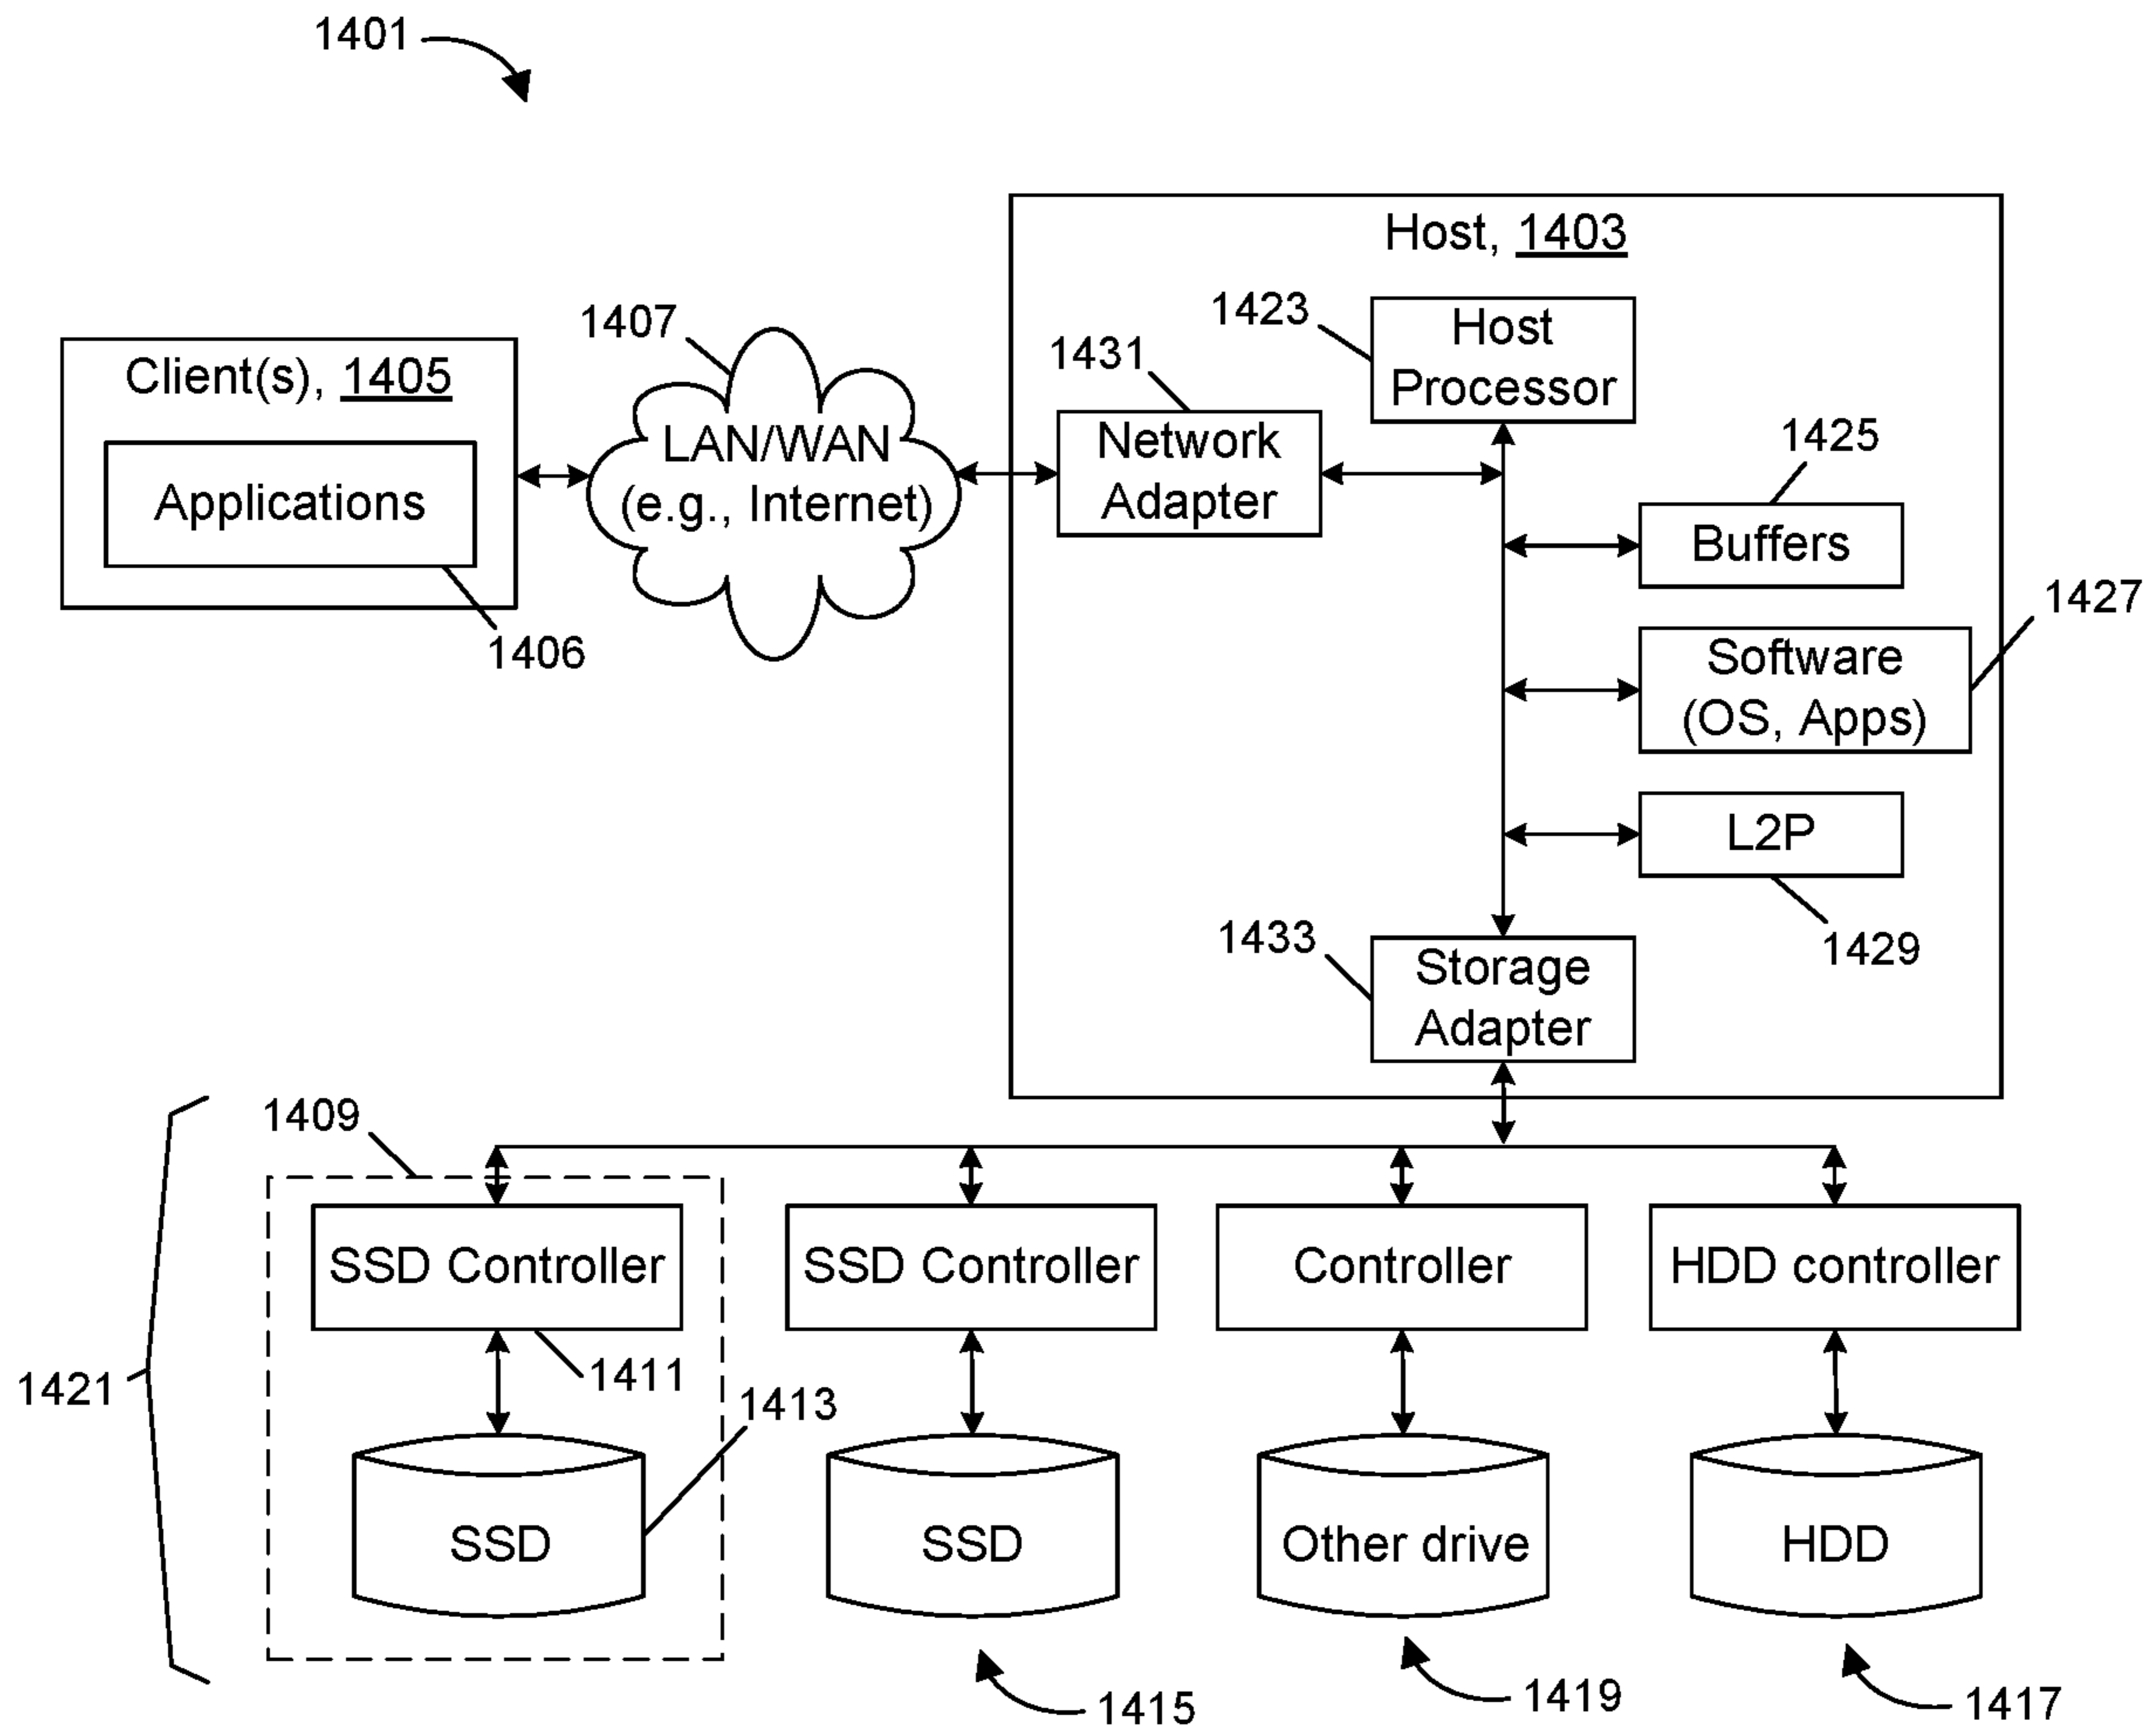 1401
Host, 1403
1423
Host
Processor
1407
1431
Client(s), 1405
Network
Adapter
LAN/WAN
(e.g., Internet)
1425
Applications
Buffers
1427
1406
Software
(OS, Apps)
L2P
1433
1429
Storage
Adapter
1409
SSD Controller
SSD Controller
Controller
HDD controller
1421
1411
1413
SSD
SSD
Other drive
HDD
1415
1419
1417